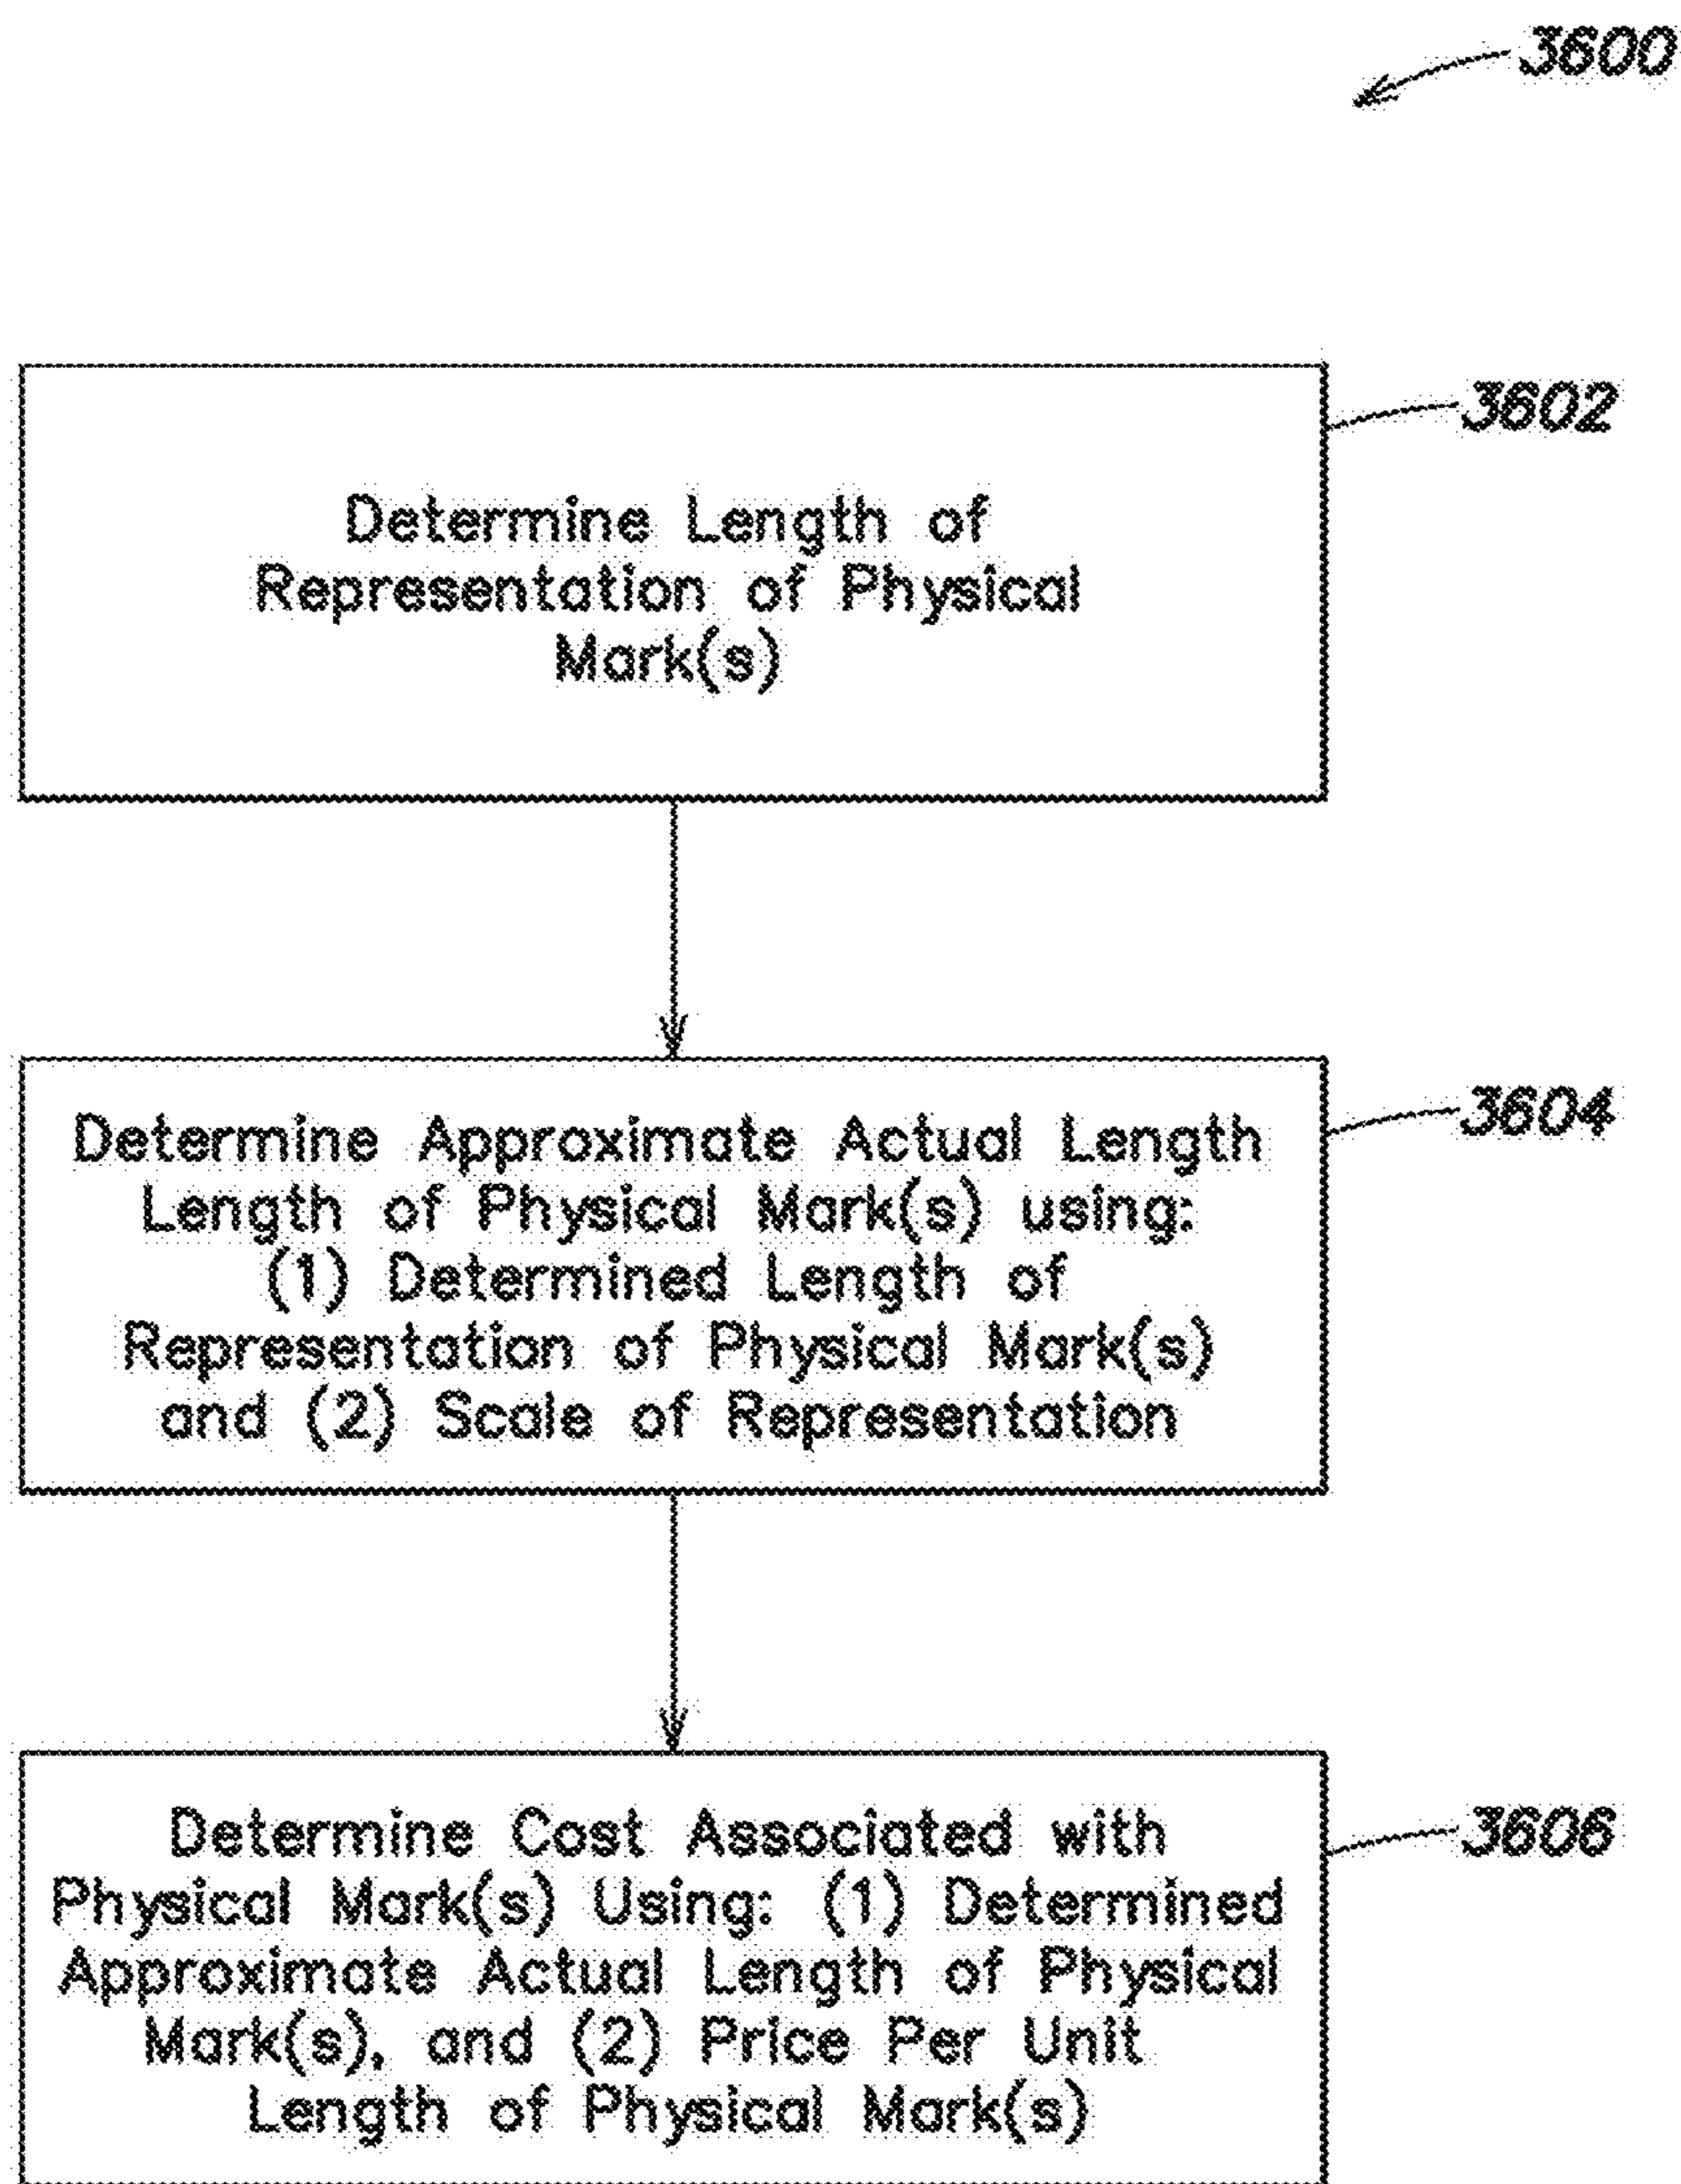 3600
3602
Determine Length of
Representation of Physical
Mark(s)
3604
Determine Approximate Actual Length
Length of Physical Mark(s) using:
(1) Determined Length of
Representation of Physical Mark(s)
and (2) Scale of Representation
3606
Determine Cost Associated with
Physical Mark(s) Using: (1) Determined
Approximate Actual Length of Physical
Mark(s), and (2) Price Per Unit
Length of Physical Mark(s)